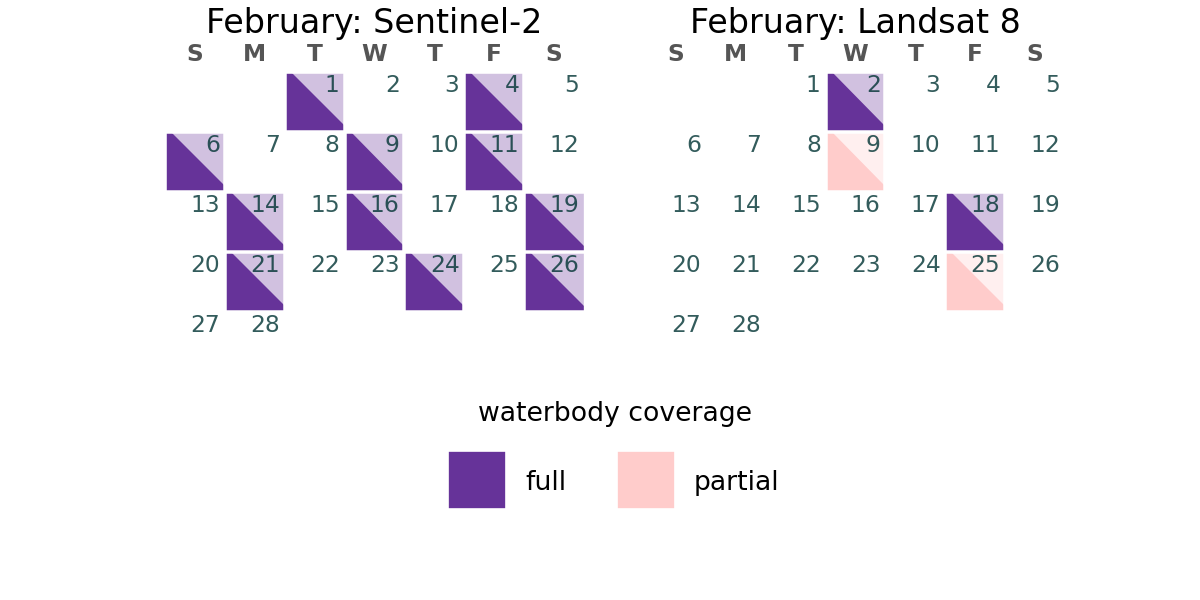 February: Sentinel-2
S M T W T F S
1 2 3 4 5
6 7 8 9 10 11 12
13 14 15 16 17 18 19
20 21 22 23 24 25 26
27 28
February: Landsat 8
S M T W T F S
1 2 3 4 5
6 7 8 9 10 11 12
13 14 15 16 17 18 19
20 21 22 23 24 25 26
27 28
waterbody coverage
full partial